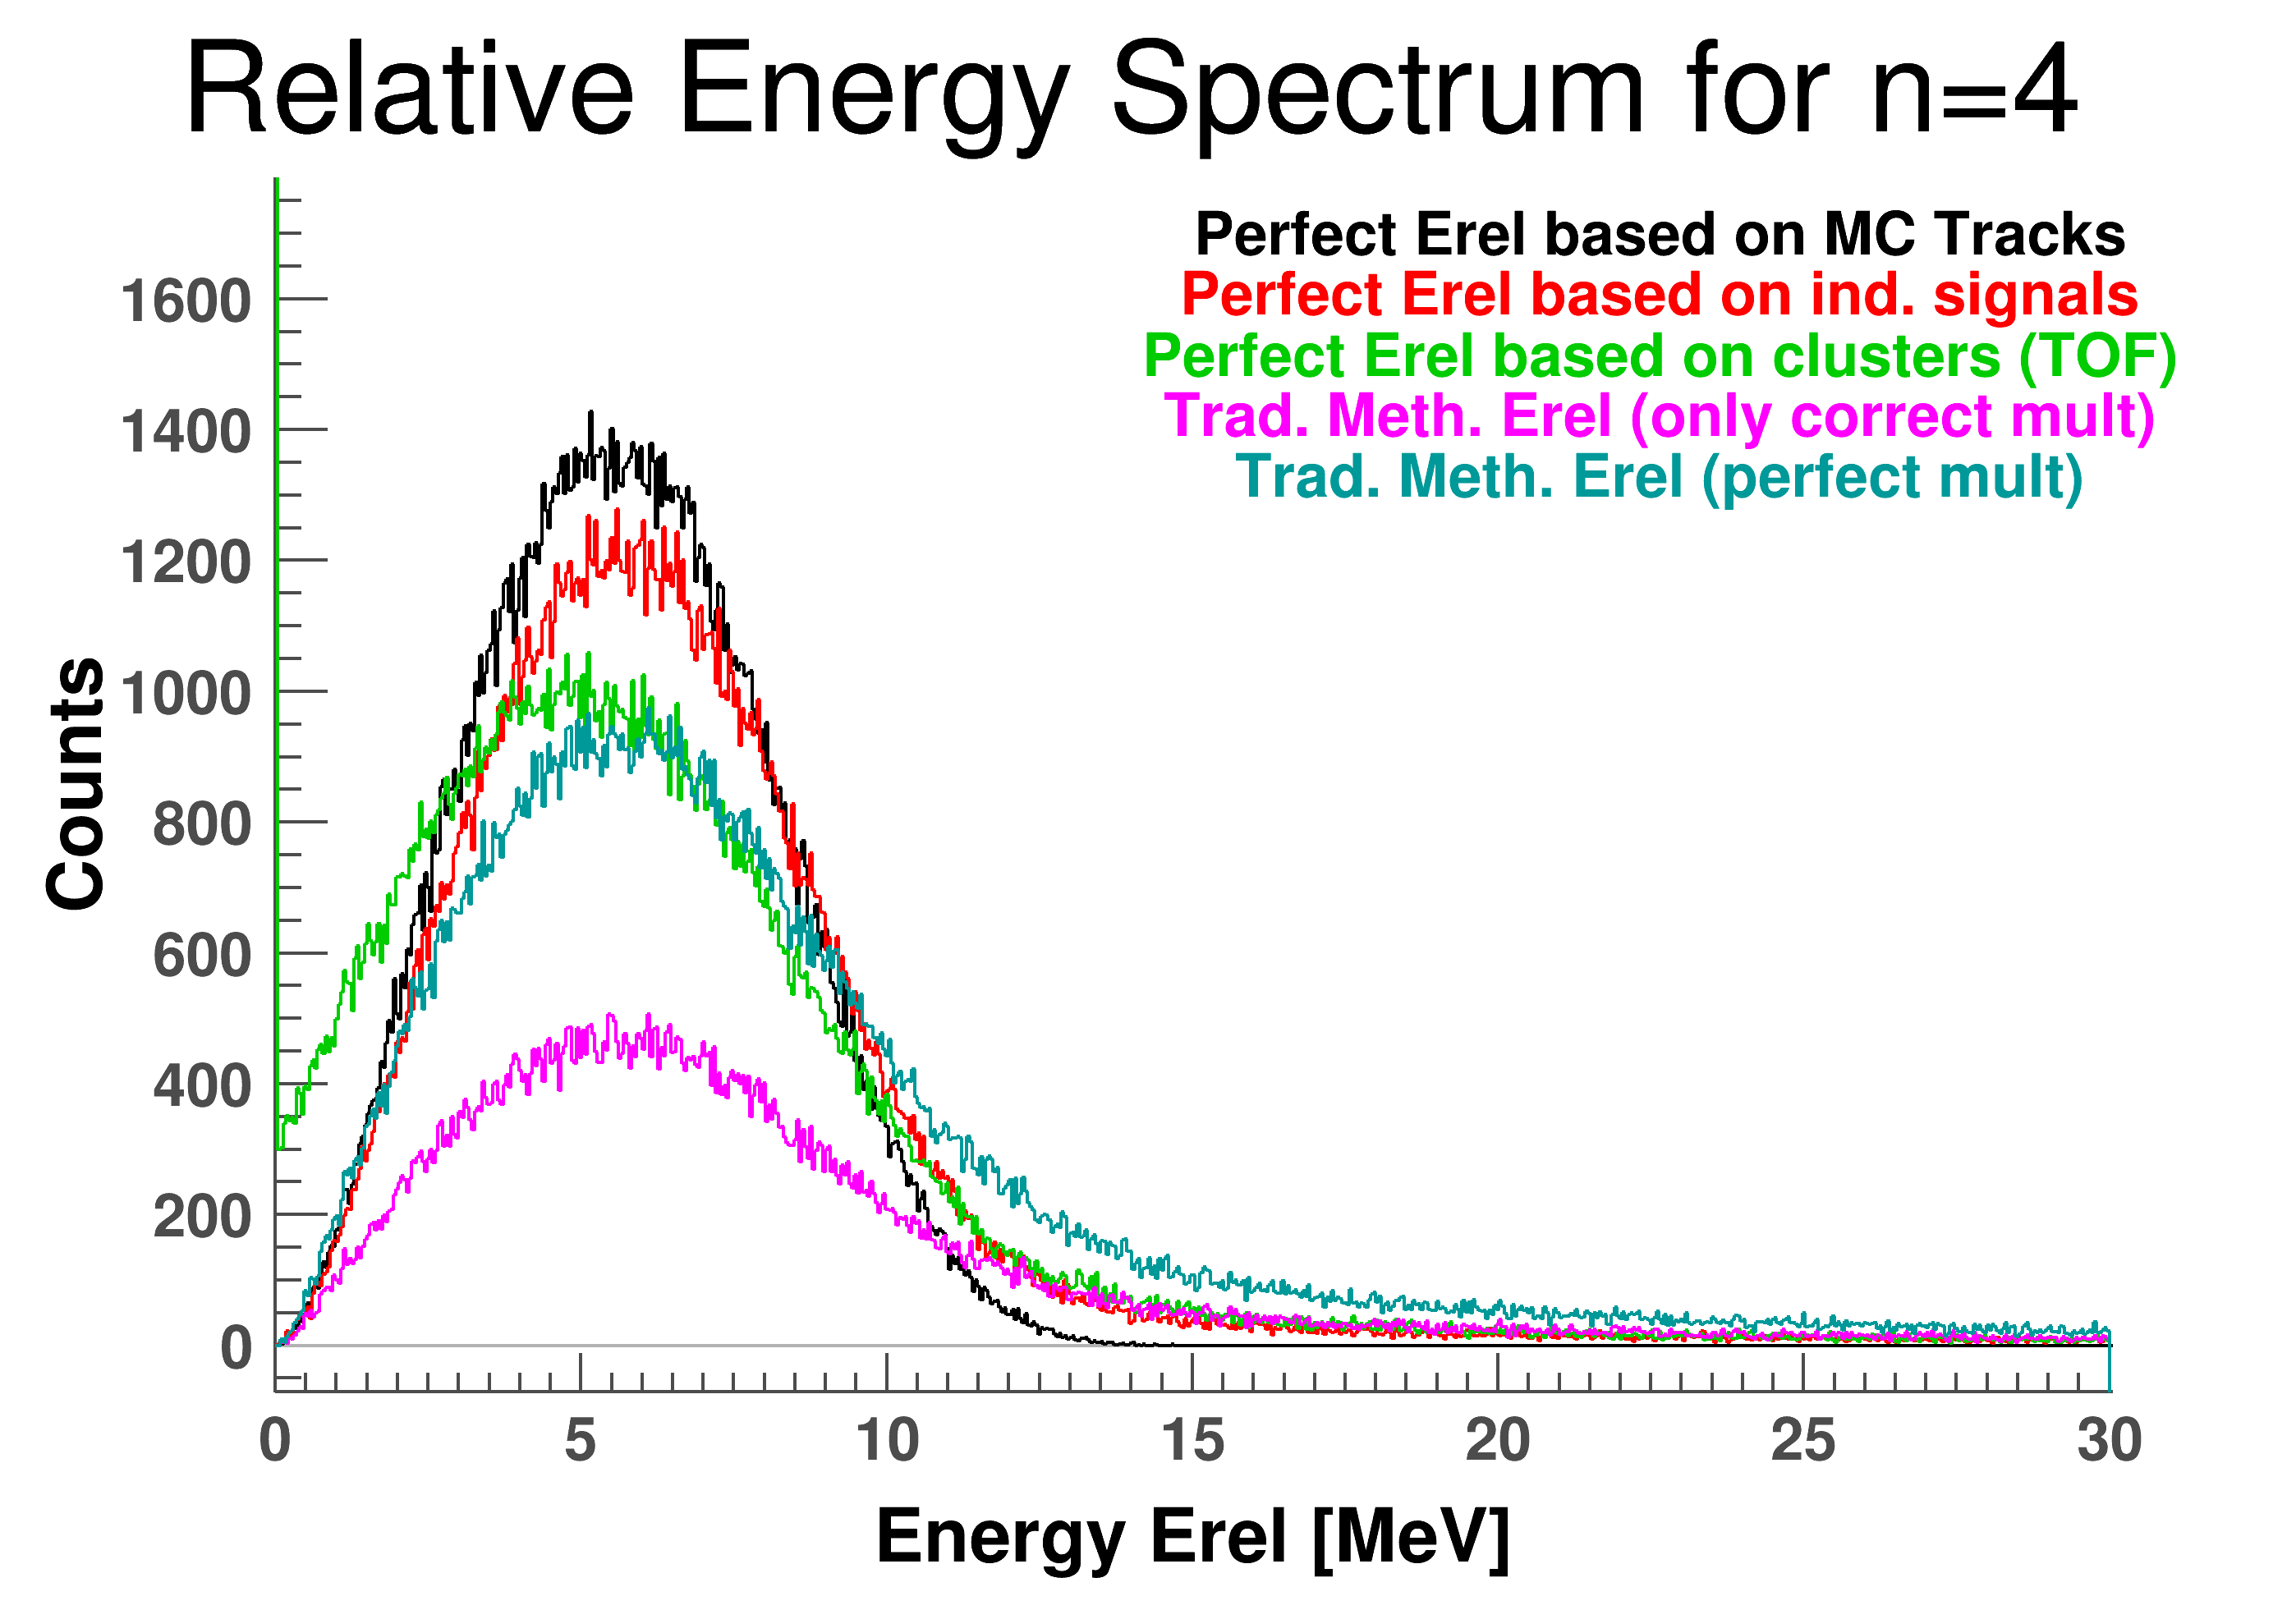 Relative Energy Spectrum for n=4
Perfect Erel based on MC Tracks
Perfect Erel based on ind. signals
Perfect Erel based on clusters (TOF)
Trad. Meth. Erel (only correct mult)
Trad. Meth. Erel (perfect mult)
Counts
1600
1400
1200
1000
800
600
400
200
0
0 5 10 15 20 25 30
Energy Erel [MeV]